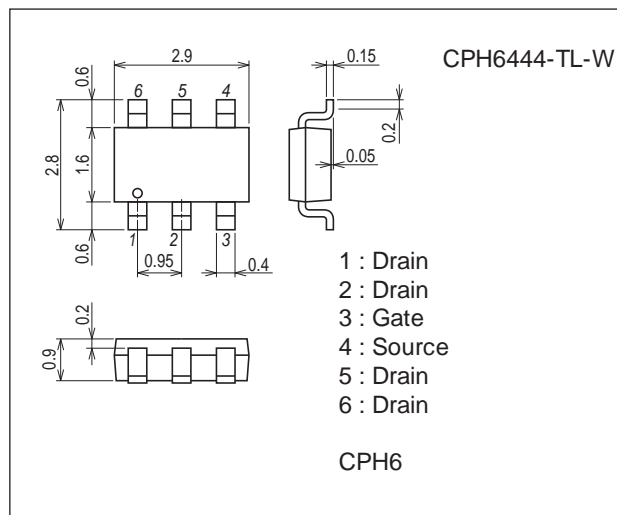 CPH6444-TL-W
2.9
0.15
0.6
6 5 4
0.2
2.8
1.6
0.05
0.6
1 2 3
0.95
0.4
1 : Drain
2 : Drain
3 : Gate
4 : Source
5 : Drain
6 : Drain
0.2
0.9
CPH6